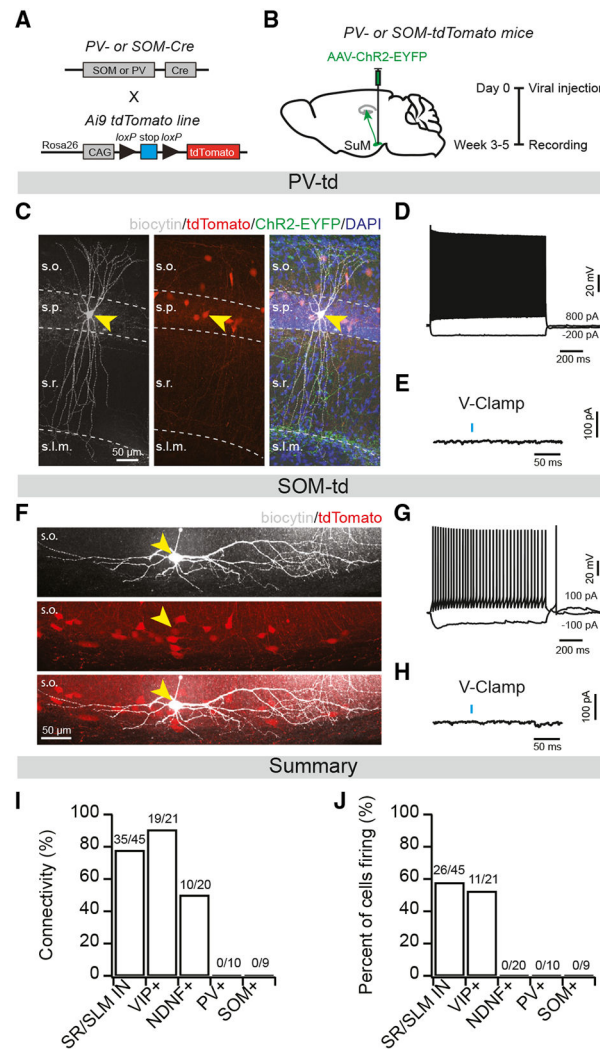 A
PV- or SOM-Cre
SOM or PV
Cre
X
Ai9 tdTomato line
loxP stop loxP
Rosa26
CAG
tdTomato
B
PV- or SOM-tdTomato mice
AAV-ChR2-EYFP
SuM
Day 0
Viral injection
Week 3-5
Recording
PV-td
C
biocytin/tdTomato/ChR2-EYFP/DAPI
s.o.
s.p.
s.r.
s.l.m.
50 µm
s.o.
s.p.
s.r.
s.l.m.
s.o.
s.p.
s.r.
s.l.m.
D
20 mV
800 pA
-200 pA
200 ms
E
V-Clamp
100 pA
50 ms
SOM-td
F
biocytin/tdTomato
s.o.
s.o.
s.o.
50 µm
G
20 mV
100 pA
-100 pA
200 ms
H
V-Clamp
100 pA
50 ms
Summary
I
Connectivity (%)
100
80
60
40
20
0
35/45
19/21
10/20
0/10
0/9
SR/SLM IN
VIP+
NDNF+
PV+
SOM+
J
Percent of cells firing (%)
100
80
60
40
20
0
26/45
11/21
0/20
0/10
0/9
SR/SLM IN
VIP+
NDNF+
PV+
SOM+